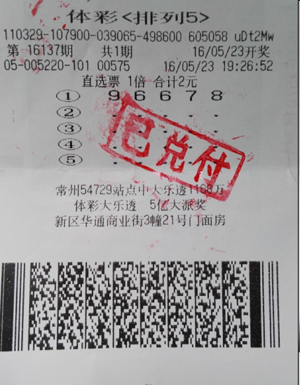 体彩<排列5>
110329-107900-039065-498600 605058 uDt2Mw
第 16137期 共1期 16/05/23开奖
05-005220-101 00575 16/05/23 19:26:52
直选票 1倍 合计2元
① 9 6 6 7 8
② - - - - -
③ - - - - -
④ - - - - -
⑤ - - - - -
已兑付
常州54729站点中大乐透1168万
体彩大乐透 5亿大派奖
新区华通商业街3幢21号门面房